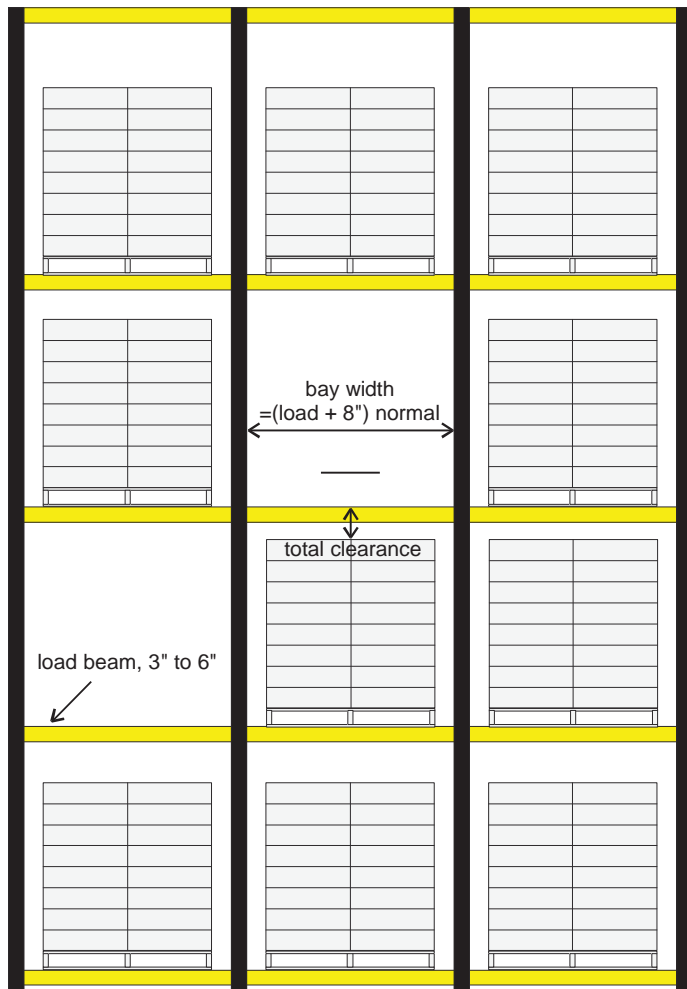 bay width
=(load + 8") normal
total clearance
load beam, 3" to 6"